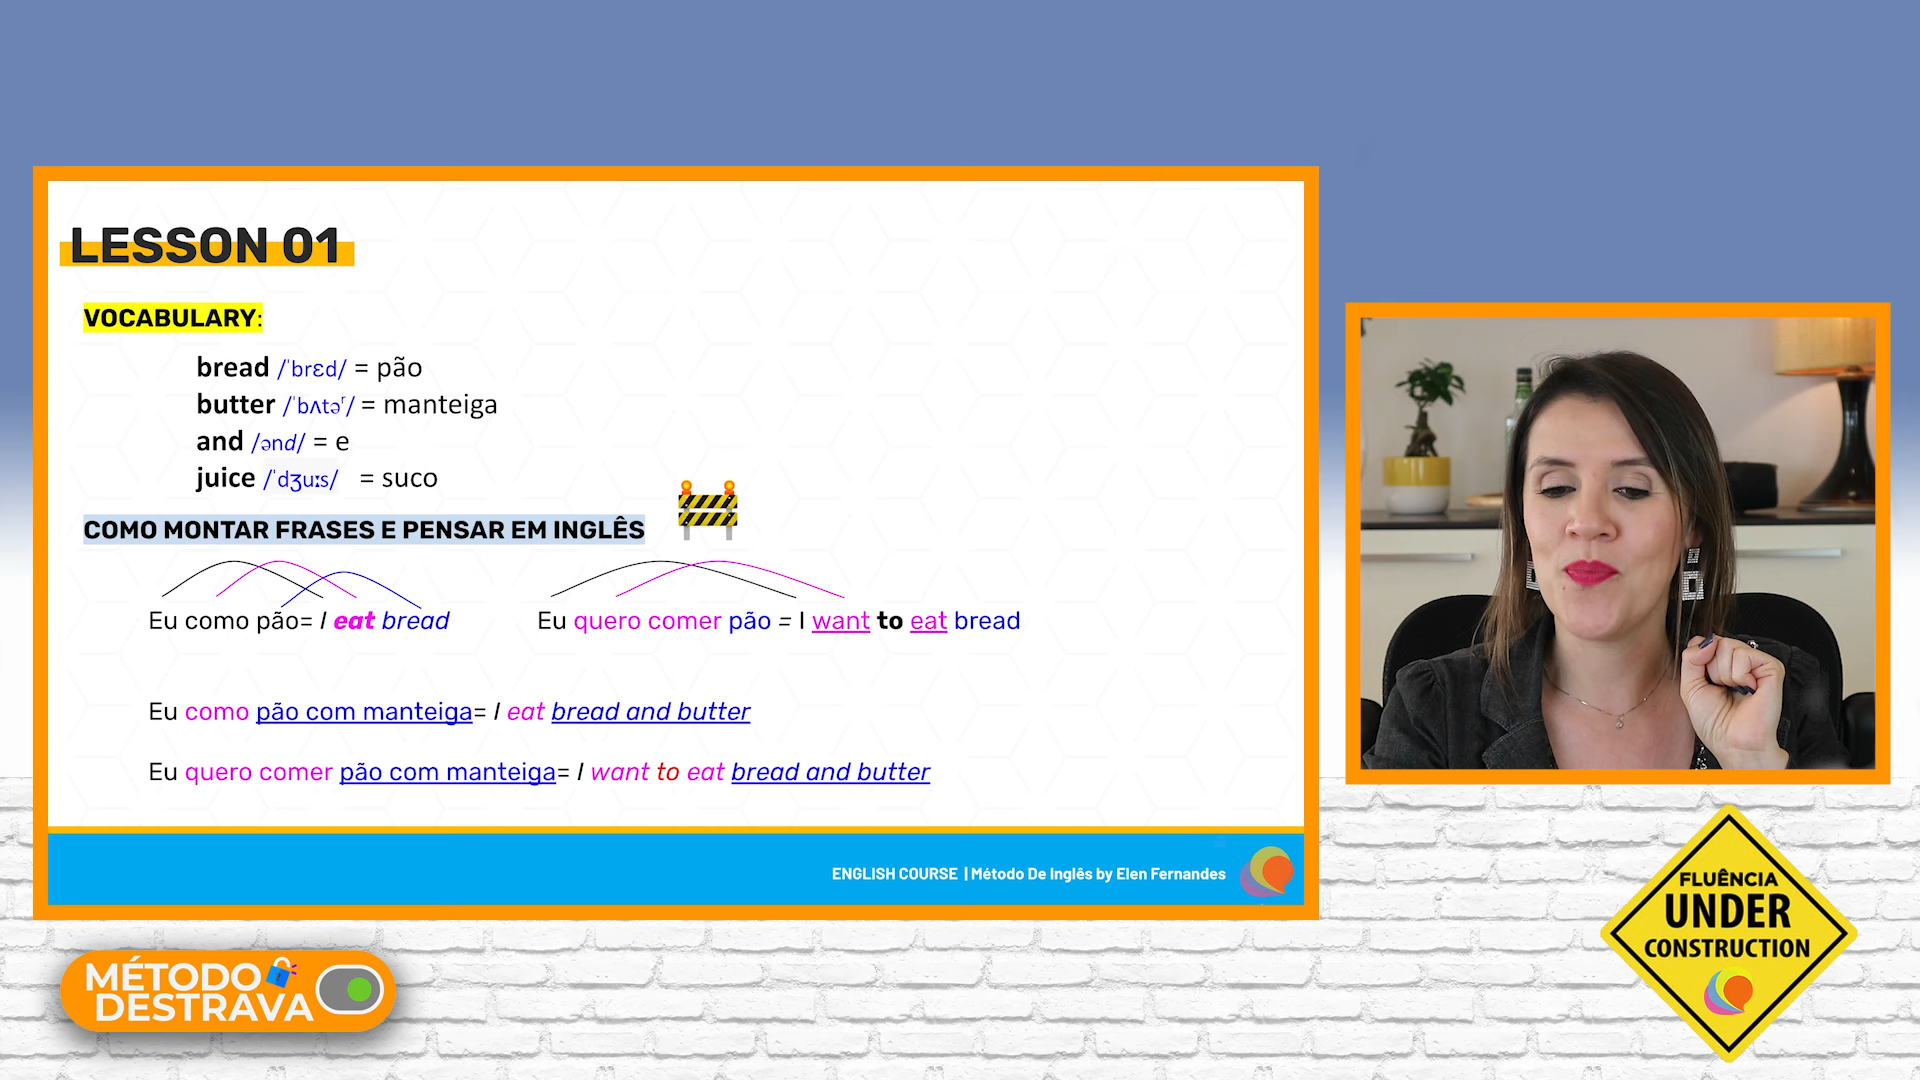 LESSON 01
VOCABULARY:
bread /ˈbrɛd/ = pão
butter /ˈbʌtəʳ/ = manteiga
and /ənd/ = e
juice /ˈdʒuːs/ = suco
COMO MONTAR FRASES E PENSAR EM INGLÊS
Eu como pão= I eat bread
Eu quero comer pão = I want to eat bread
Eu como pão com manteiga= I eat bread and butter
Eu quero comer pão com manteiga= I want to eat bread and butter
ENGLISH COURSE | Método De Inglês by Elen Fernandes
MÉTODO
DESTRAVA
FLUÊNCIA
UNDER
CONSTRUCTION